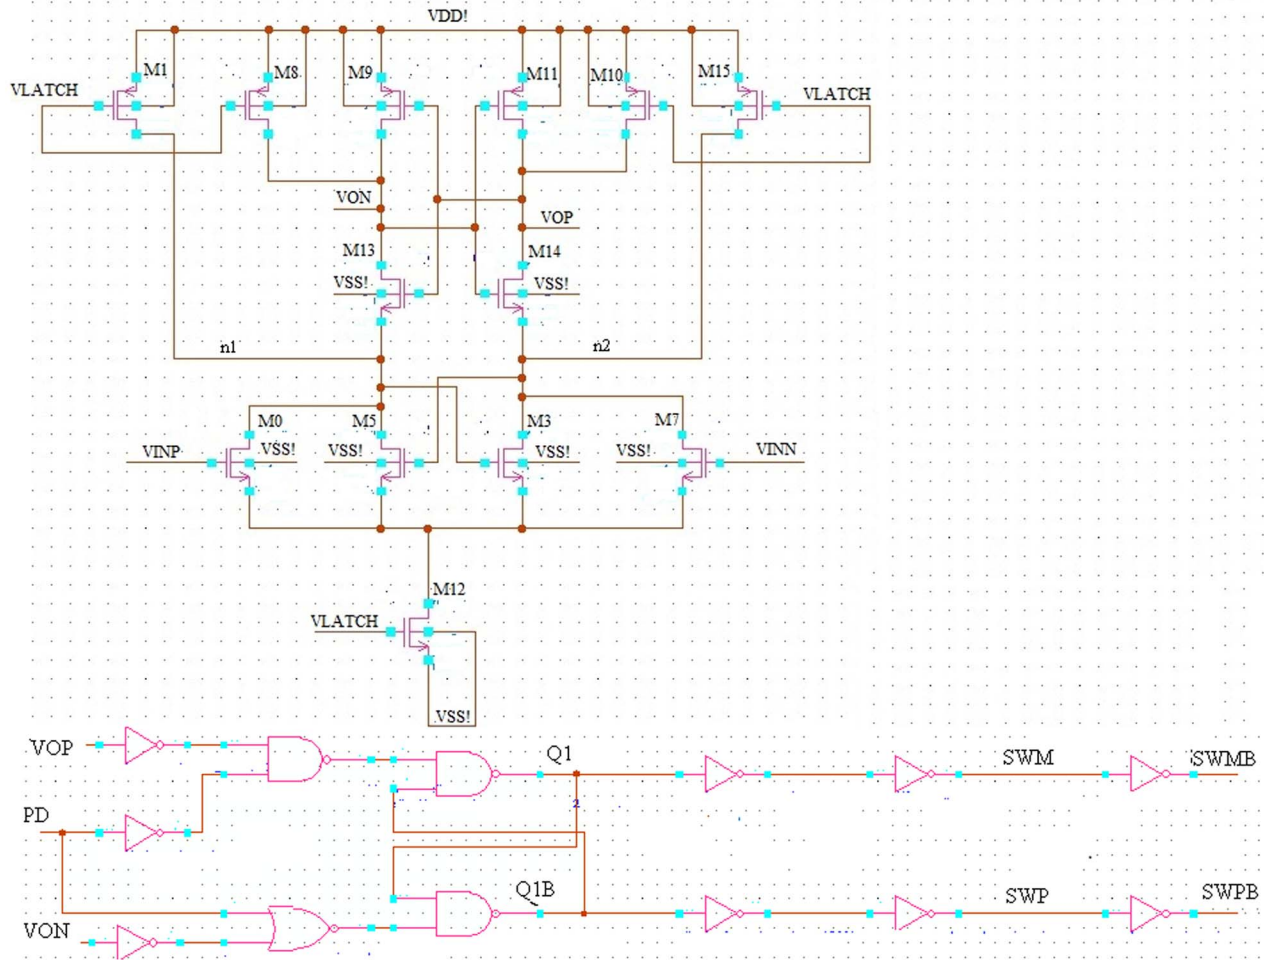 VDD!
M1
M8
M9
M11
M10
M15
VLATCH
VLATCH
VON
VOP
M13
M14
VSS!
VSS!
n1
n2
M0
M5
M3
M7
VINP
VSS!
VSS!
VSS!
VSS!
VINN
M12
VLATCH
VSS!
VOP
Q1
SWM
SWMB
2
PD
Q1B
SWP
SWPB
VON